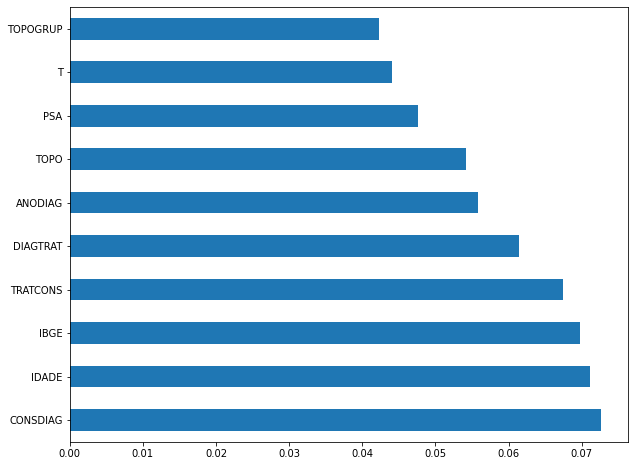 TOPOGRUP
T
PSA
TOPO
ANODIAG
DIAGTRAT
TRATCONS
IBGE
IDADE
CONSDIAG
0.00 0.01 0.02 0.03 0.04 0.05 0.06 0.07